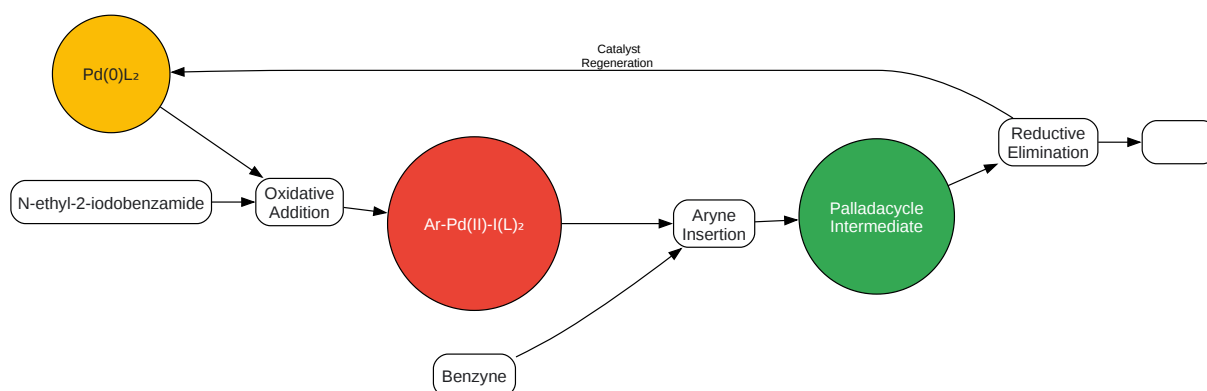 Catalyst
Regeneration
Pd(0)L₂
Reductive
Elimination
N-ethyl-2-iodobenzamide
Oxidative
Addition
Ar-Pd(II)-I(L)₂
Aryne
Insertion
Palladacycle
Intermediate
Benzyne